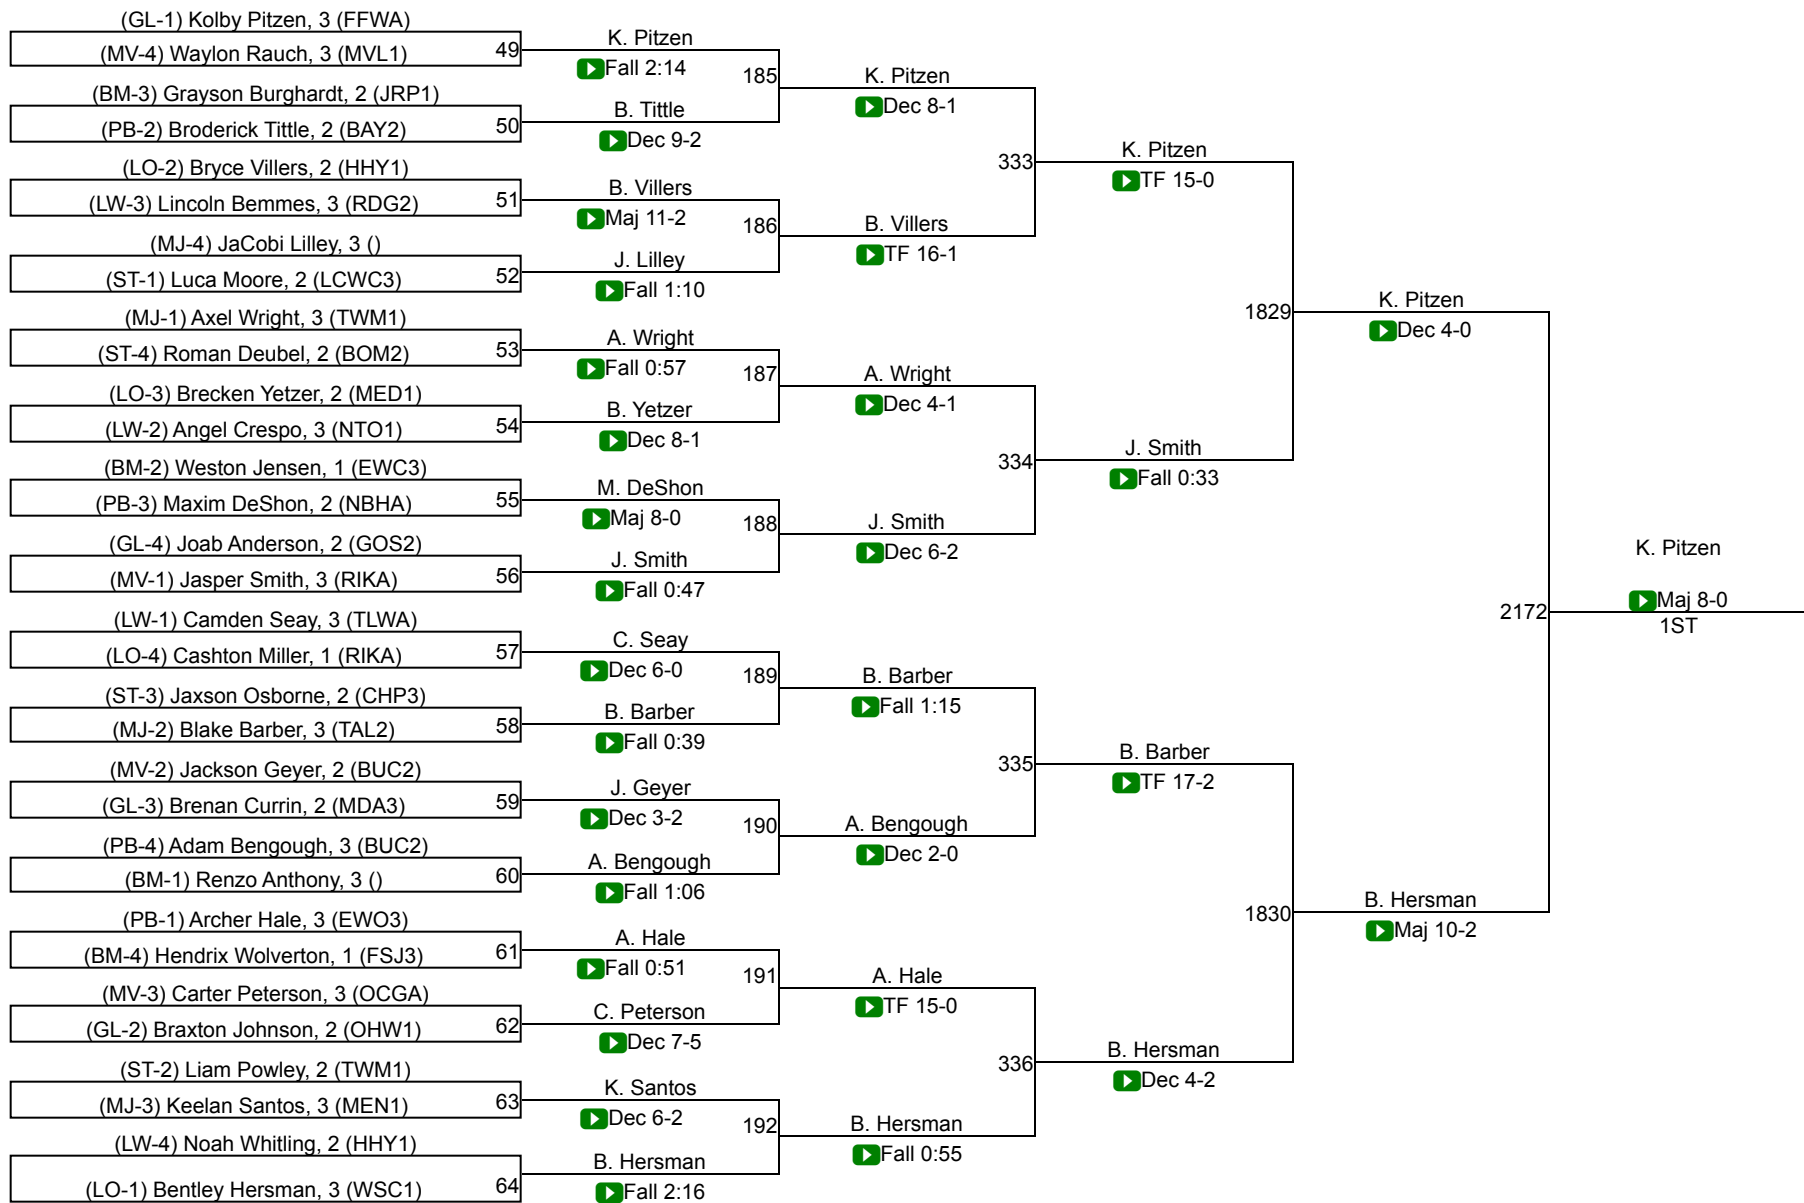 (GL-1) Kolby Pitzen, 3 (FFWA)
(MV-4) Waylon Rauch, 3 (MVL1)
49
(BM-3) Grayson Burghardt, 2 (JRP1)
(PB-2) Broderick Tittle, 2 (BAY2)
50
(LO-2) Bryce Villers, 2 (HHY1)
(LW-3) Lincoln Bemmes, 3 (RDG2)
51
(MJ-4) JaCobi Lilley, 3 ()
(ST-1) Luca Moore, 2 (LCWC3)
52
(MJ-1) Axel Wright, 3 (TWM1)
(ST-4) Roman Deubel, 2 (BOM2)
53
(LO-3) Brecken Yetzer, 2 (MED1)
(LW-2) Angel Crespo, 3 (NTO1)
54
(BM-2) Weston Jensen, 1 (EWC3)
(PB-3) Maxim DeShon, 2 (NBHA)
55
(GL-4) Joab Anderson, 2 (GOS2)
(MV-1) Jasper Smith, 3 (RIKA)
56
(LW-1) Camden Seay, 3 (TLWA)
(LO-4) Cashton Miller, 1 (RIKA)
57
(ST-3) Jaxson Osborne, 2 (CHP3)
(MJ-2) Blake Barber, 3 (TAL2)
58
(MV-2) Jackson Geyer, 2 (BUC2)
(GL-3) Brenan Currin, 2 (MDA3)
59
(PB-4) Adam Bengough, 3 (BUC2)
(BM-1) Renzo Anthony, 3 ()
60
(PB-1) Archer Hale, 3 (EWO3)
(BM-4) Hendrix Wolverton, 1 (FSJ3)
61
(MV-3) Carter Peterson, 3 (OCGA)
(GL-2) Braxton Johnson, 2 (OHW1)
62
(ST-2) Liam Powley, 2 (TWM1)
(MJ-3) Keelan Santos, 3 (MEN1)
63
(LW-4) Noah Whitling, 2 (HHY1)
(LO-1) Bentley Hersman, 3 (WSC1)
64
K. Pitzen
Fall 2:14
185
B. Tittle
Dec 9-2
B. Villers
Maj 11-2
186
J. Lilley
Fall 1:10
A. Wright
Fall 0:57
187
B. Yetzer
Dec 8-1
M. DeShon
Maj 8-0
188
J. Smith
Fall 0:47
C. Seay
Dec 6-0
189
B. Barber
Fall 0:39
J. Geyer
Dec 3-2
190
A. Bengough
Fall 1:06
A. Hale
Fall 0:51
191
C. Peterson
Dec 7-5
K. Santos
Dec 6-2
192
B. Hersman
Fall 2:16
K. Pitzen
Dec 8-1
333
B. Villers
TF 16-1
A. Wright
Dec 4-1
334
J. Smith
Dec 6-2
B. Barber
Fall 1:15
335
A. Bengough
Dec 2-0
A. Hale
TF 15-0
336
B. Hersman
Fall 0:55
K. Pitzen
TF 15-0
1829
J. Smith
Fall 0:33
B. Barber
TF 17-2
1830
B. Hersman
Dec 4-2
K. Pitzen
Dec 4-0
2172
B. Hersman
Maj 10-2
K. Pitzen
Maj 8-0
1ST